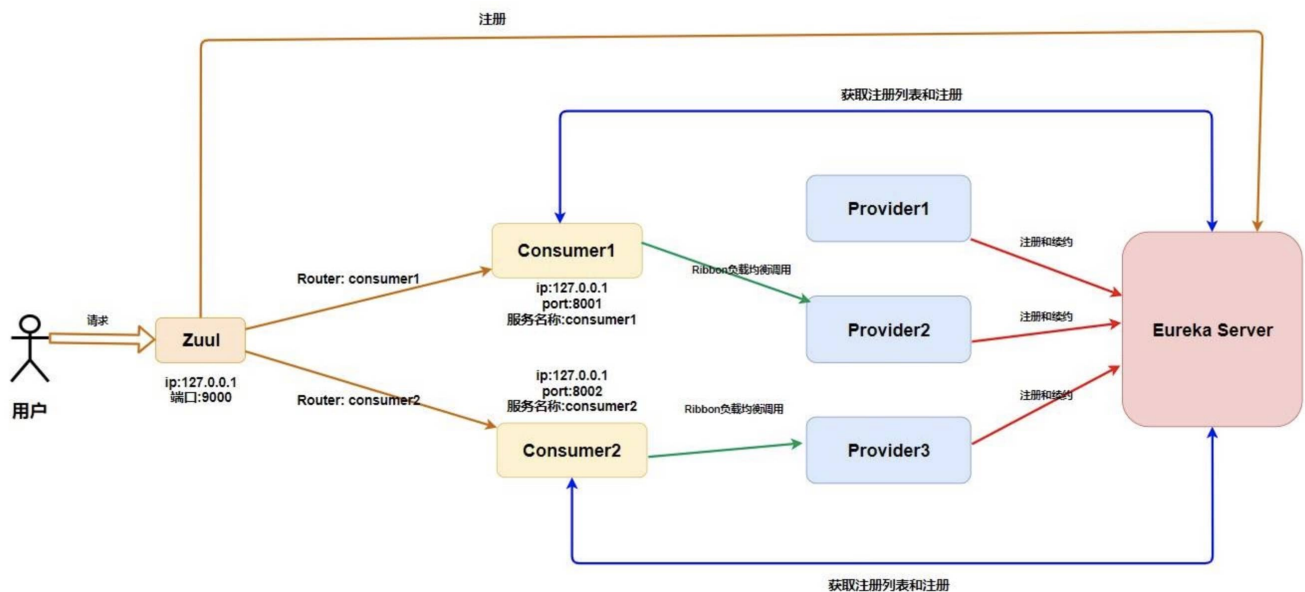 注册
获取注册列表和注册
Provider1
Consumer1
注册和续约
Ribbon负载均衡调用
Router: consumer1
ip:127.0.0.1
port:8001
服务名称:consumer1
请求
Zuul
Provider2
注册和续约
Eureka Server
用户
ip:127.0.0.1
端口:9000
ip:127.0.0.1
port:8002
服务名称:consumer2
Router: consumer2
Ribbon负载均衡调用
注册和续约
Consumer2
Provider3
获取注册列表和注册